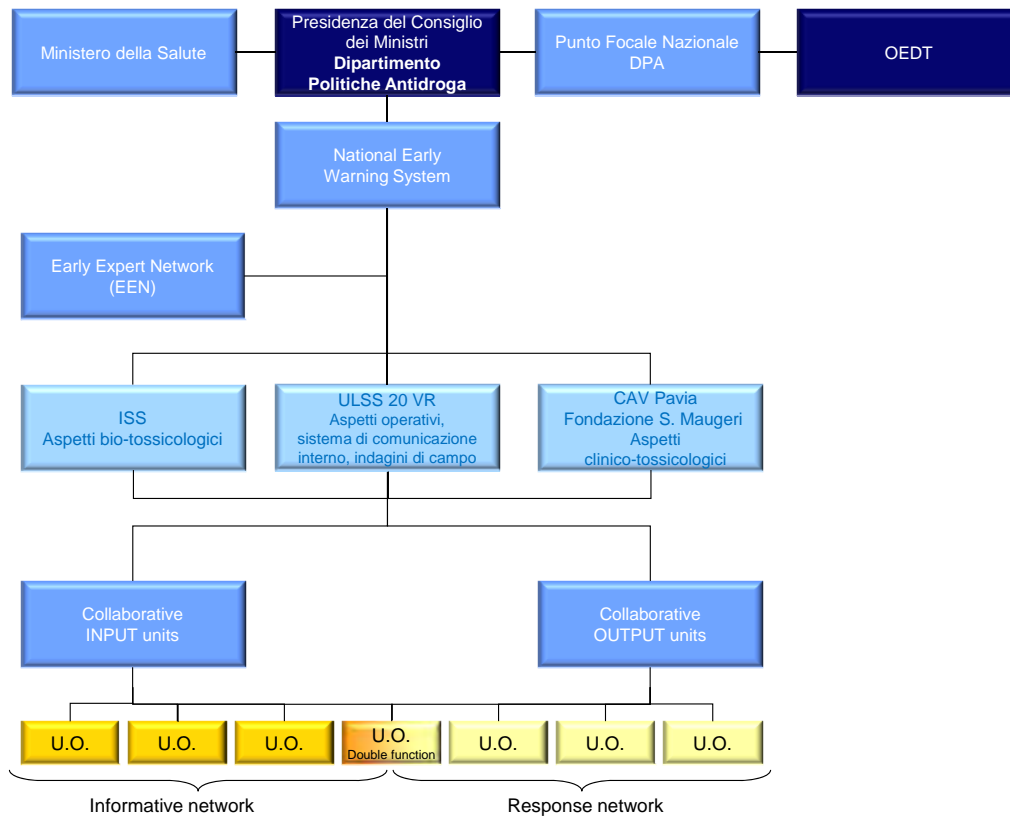 Ministero della Salute
Presidenza del Consiglio
dei Ministri
Dipartimento
Politiche Antidroga
Punto Focale Nazionale
DPA
OEDT
National Early
Warning System
Early Expert Network
(EEN)
ISS
Aspetti bio-tossicologici
ULSS 20 VR
Aspetti operativi,
sistema di comunicazione
interno, indagini di campo
CAV Pavia
Fondazione S. Maugeri
Aspetti
clinico-tossicologici
Collaborative
INPUT units
Collaborative
OUTPUT units
U.O.
U.O.
U.O.
U.O.
Double function
U.O.
U.O.
U.O.
Informative network
Response network